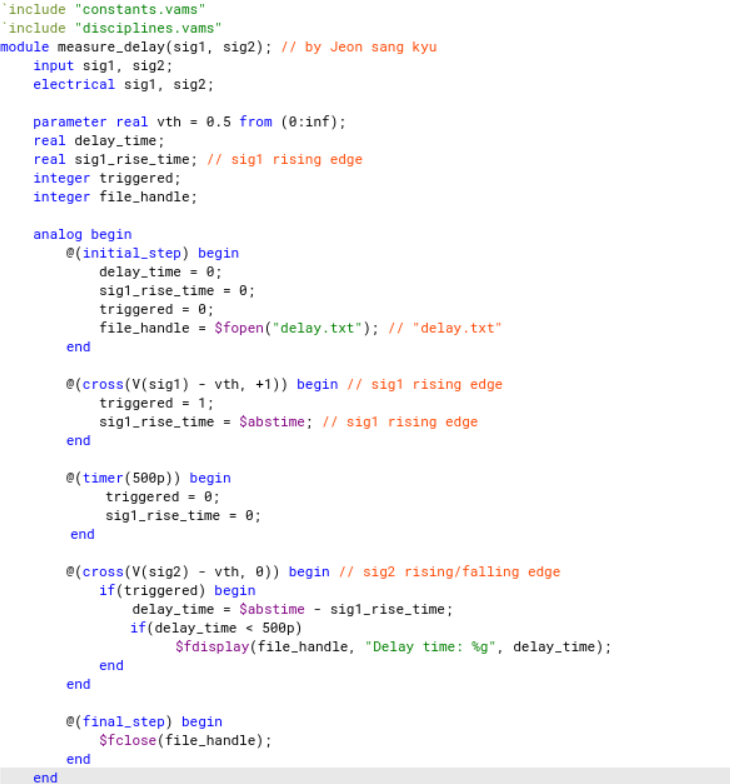 `include "constants.vams"
`include "disciplines.vams"
module measure_delay(sig1, sig2); // by Jeon sang kyu
input sig1, sig2;
electrical sig1, sig2;
parameter real vth = 0.5 from (0:inf);
real delay_time;
real sig1_rise_time; // sig1 rising edge
integer triggered;
integer file_handle;
analog begin
@(initial_step) begin
delay_time = 0;
sig1_rise_time = 0;
triggered = 0;
file_handle = $fopen("delay.txt"); // "delay.txt"
end
@(cross(V(sig1) - vth, +1)) begin // sig1 rising edge
triggered = 1;
sig1_rise_time = $abstime; // sig1 rising edge
end
@(timer(500p)) begin
triggered = 0;
sig1_rise_time = 0;
end
@(cross(V(sig2) - vth, 0)) begin // sig2 rising/falling edge
if(triggered) begin
delay_time = $abstime - sig1_rise_time;
if(delay_time < 500p)
$fdisplay(file_handle, "Delay time: %g", delay_time);
end
end
@(final_step) begin
$fclose(file_handle);
end
end